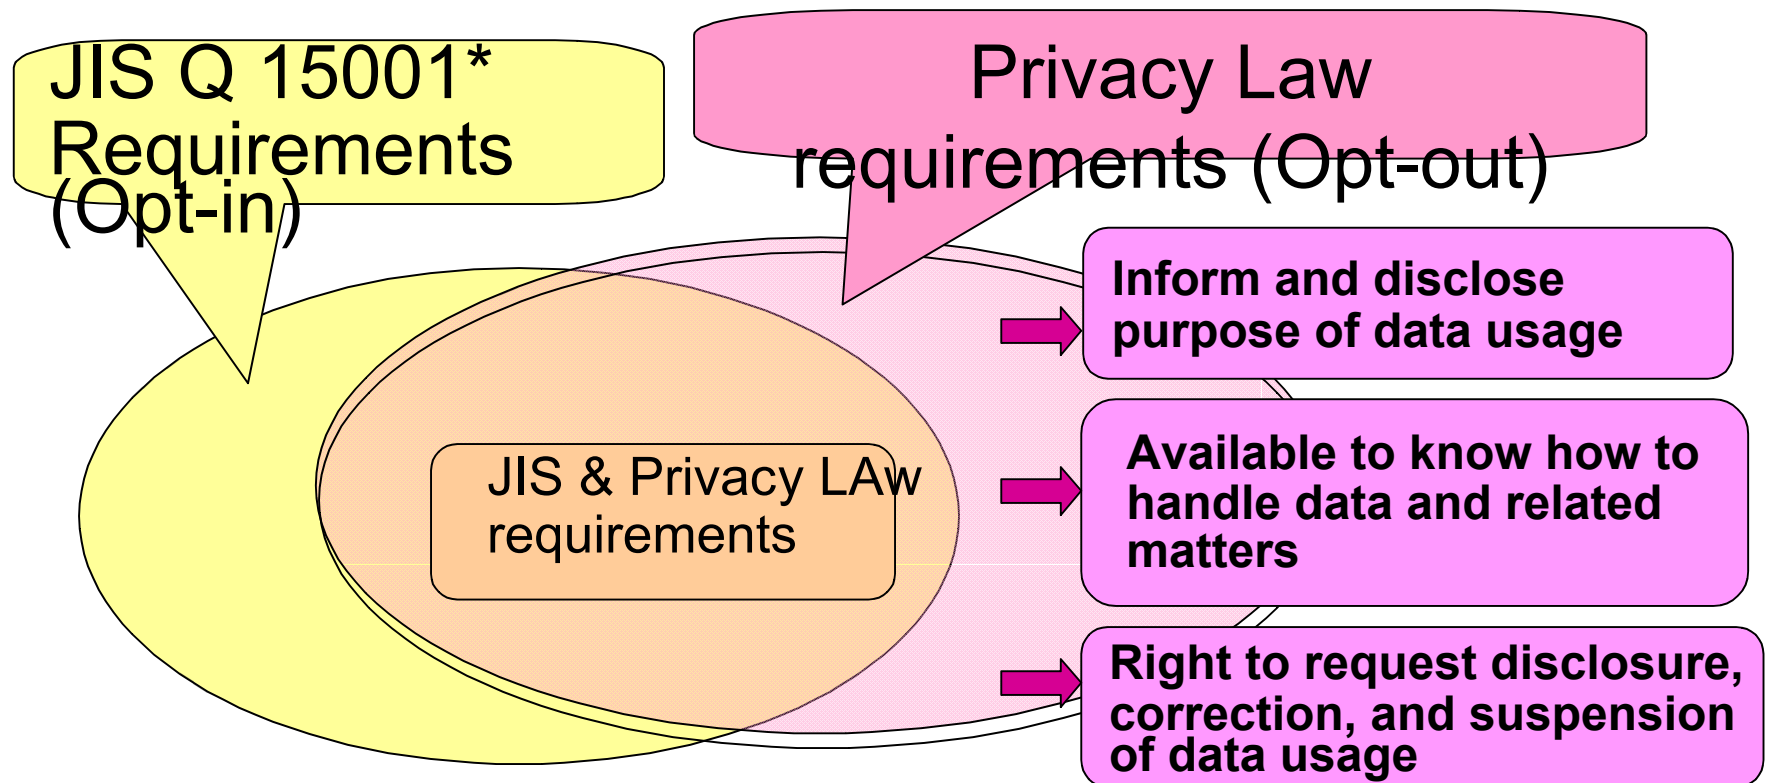 JIS Q 15001*
Requirements
(Opt-in)
Privacy Law
requirements (Opt-out)
Inform and disclose
purpose of data usage
JIS & Privacy LAw
requirements
Available to know how to
handle data and related
matters
Right to request disclosure,
correction, and suspension
of data usage